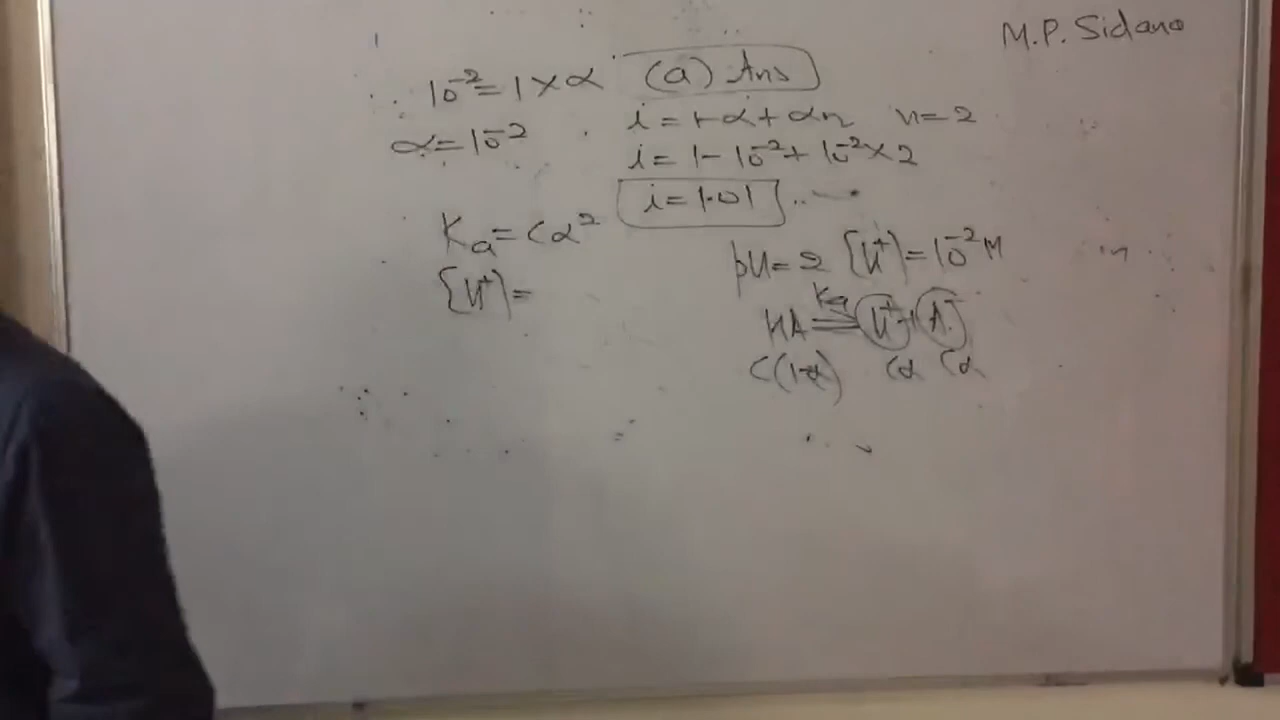 M.P. Sidana
10⁻² = 1 × α (a) Ans
α = 10⁻²
i = 1-α + αn n = 2
i = 1 - 10⁻² + 10⁻² × 2
i = 1.01
Ka = Cα²
pH = 2 [H⁺] = 10⁻² M
[H⁺] =
HA ⇌ H⁺ + A⁻
Ka
C(1-α) Cα Cα